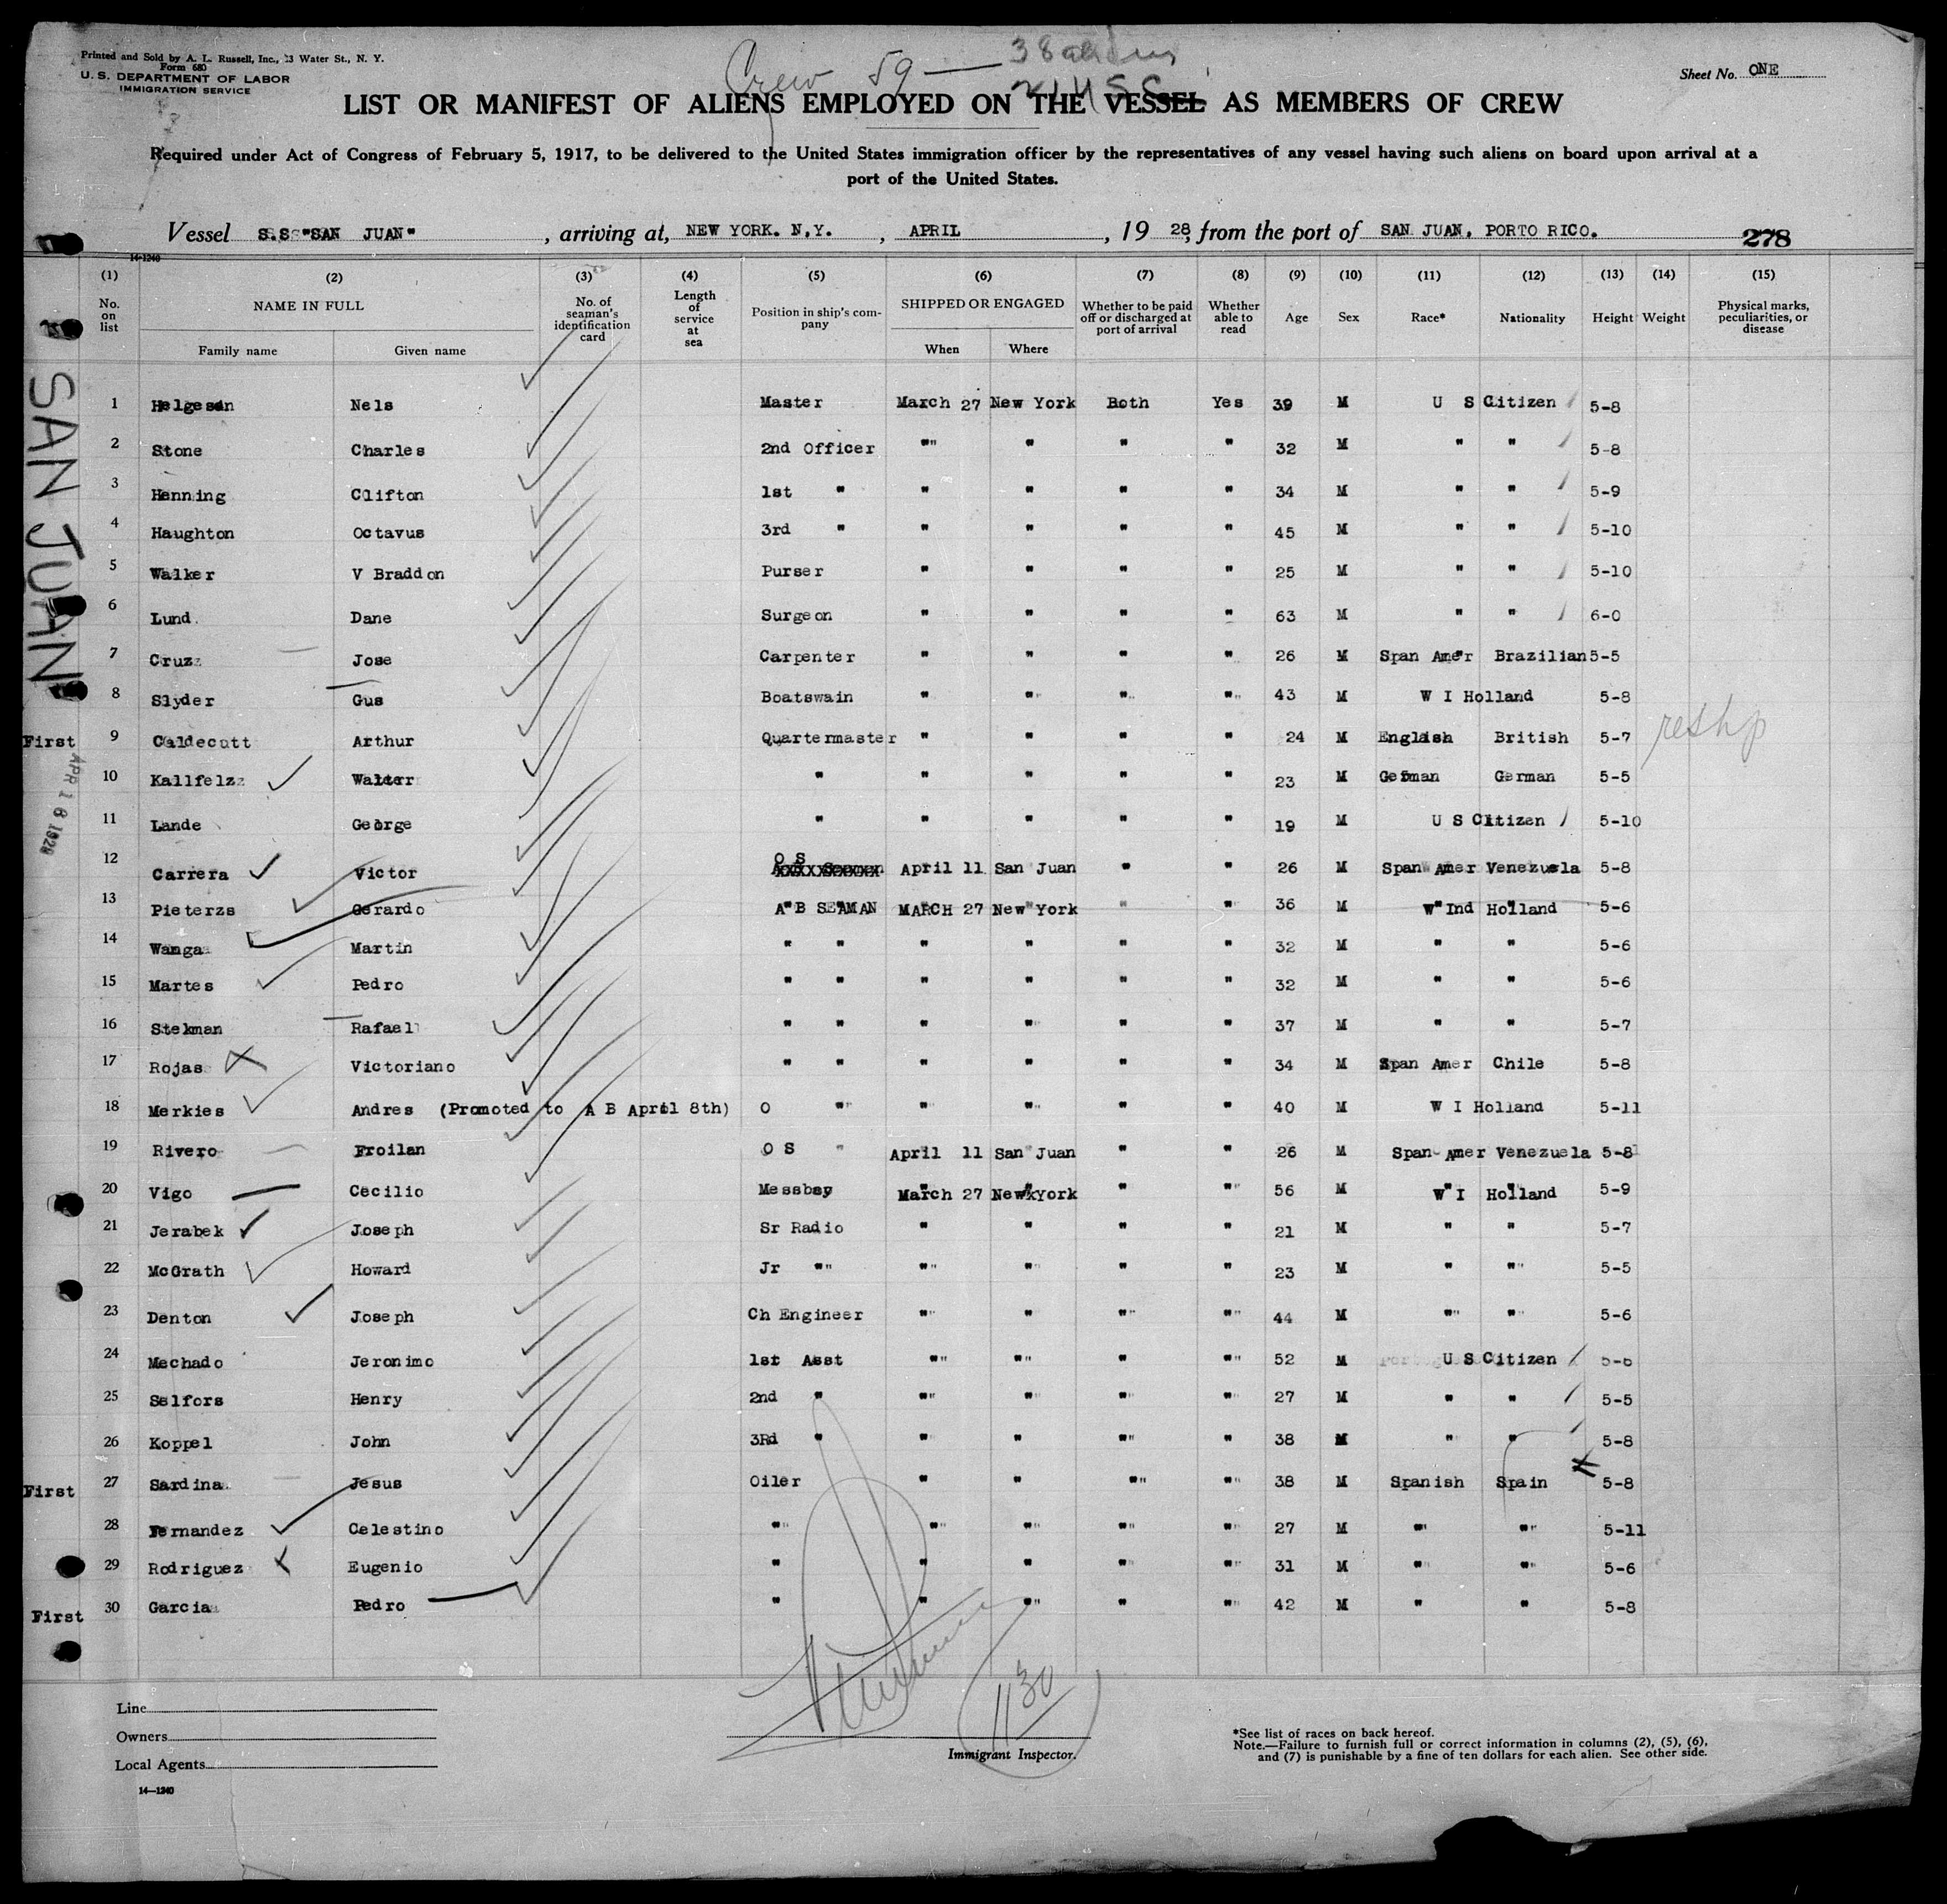 Printed and Sold by A. L. Russell, Inc., 13 Water St., N. Y.
Form 680
U. S. DEPARTMENT OF LABOR
IMMIGRATION SERVICE
Crew 59 — 38 aliens
21 USC
Sheet No. ONE
LIST OR MANIFEST OF ALIENS EMPLOYED ON THE VESSEL AS MEMBERS OF CREW
Required under Act of Congress of February 5, 1917, to be delivered to the United States immigration officer by the representatives of any vessel having such aliens on board upon arrival at a
port of the United States.
Vessel S.S "SAN JUAN", arriving at, NEW YORK. N.Y., APRIL, 1928, from the port of SAN JUAN, PORTO RICO.
278
14-1240
(1) (2) (3) (4) (5) (6) (7) (8) (9) (10) (11) (12) (13) (14) (15)
No. on list NAME IN FULL Family name Given name No. of seaman's identification card Length of service at sea Position in ship's company SHIPPED OR ENGAGED When Where Whether to be paid off or discharged at port of arrival Whether able to read Age Sex Race* Nationality Height Weight Physical marks, peculiarities, or disease
SAN JUAN
1 Helgesen Nels Master March 27 New York Both Yes 39 M U S Citizen 5-8
2 Stone Charles 2nd Officer " " " " 32 M " " 5-8
3 Henning Clifton 1st " " " " " 34 M " " 5-9
4 Haughton Octavus 3rd " " " " " 45 M " " 5-10
5 Walker V Braddon Purser " " " " 25 M " " 5-10
6 Lund Dane Surgeon " " " " 63 M " " 6-0
7 Cruz Jose Carpenter " " " " 26 M Span Amer Brazilian 5-5
8 Slyder Gus Boatswain " " " " 43 M W I Holland 5-8
First 9 Caldecutt Arthur Quartermaster " " " " 24 M English British 5-7 reshp
10 Kallfelz Walter " " " " " 23 M German German 5-5
APR 18 1928
11 Lande George " " " " " 19 M U S Citizen 5-10
12 Carrera Victor O S April 11 San Juan " " 26 M Span Amer Venezuela 5-8
13 Pieterzs Gerardo A B SEAMAN MARCH 27 New York " " 36 M W Ind Holland 5-6
14 Wanga Martin " " " " " " 32 M " " 5-6
15 Martes Pedro " " " " " " 32 M " " 5-6
16 Stekman Rafael " " " " " " 37 M " " 5-7
17 Rojas Victoriano " " " " " " 34 M Span Amer Chile 5-8
18 Merkies Andres (Promoted to A B April 8th) O " " " " " 40 M W I Holland 5-11
19 Rivero Froilan O S " April 11 San Juan " " 26 M Span Amer Venezuela 5-8
20 Vigo Cecilio Messboy March 27 New York " " 56 M W I Holland 5-9
21 Jerabek Joseph Sr Radio " " " " 21 M " " 5-7
22 McGrath Howard Jr " " " " " 23 M " " 5-5
23 Denton Joseph Ch Engineer " " " " 44 M " " 5-6
24 Mechado Jeronimo 1st Asst " " " " 52 M U S Citizen 5-6
25 Selfors Henry 2nd " " " " " 27 M " " 5-5
26 Koppel John 3Rd " " " " " 38 M " " 5-8
First 27 Sardina Jesus Oiler " " " " 38 M Spanish Spain 5-8
28 Fernandez Celestino " " " " " 27 M " " 5-11
29 Rodriguez Eugenio " " " " " 31 M " " 5-6
First 30 Garcia Pedro " " " " " 42 M " " 5-8
1130
Line
Owners
Local Agents
14—1240
Immigrant Inspector.
*See list of races on back hereof.
Note.—Failure to furnish full or correct information in columns (2), (5), (6),
and (7) is punishable by a fine of ten dollars for each alien. See other side.